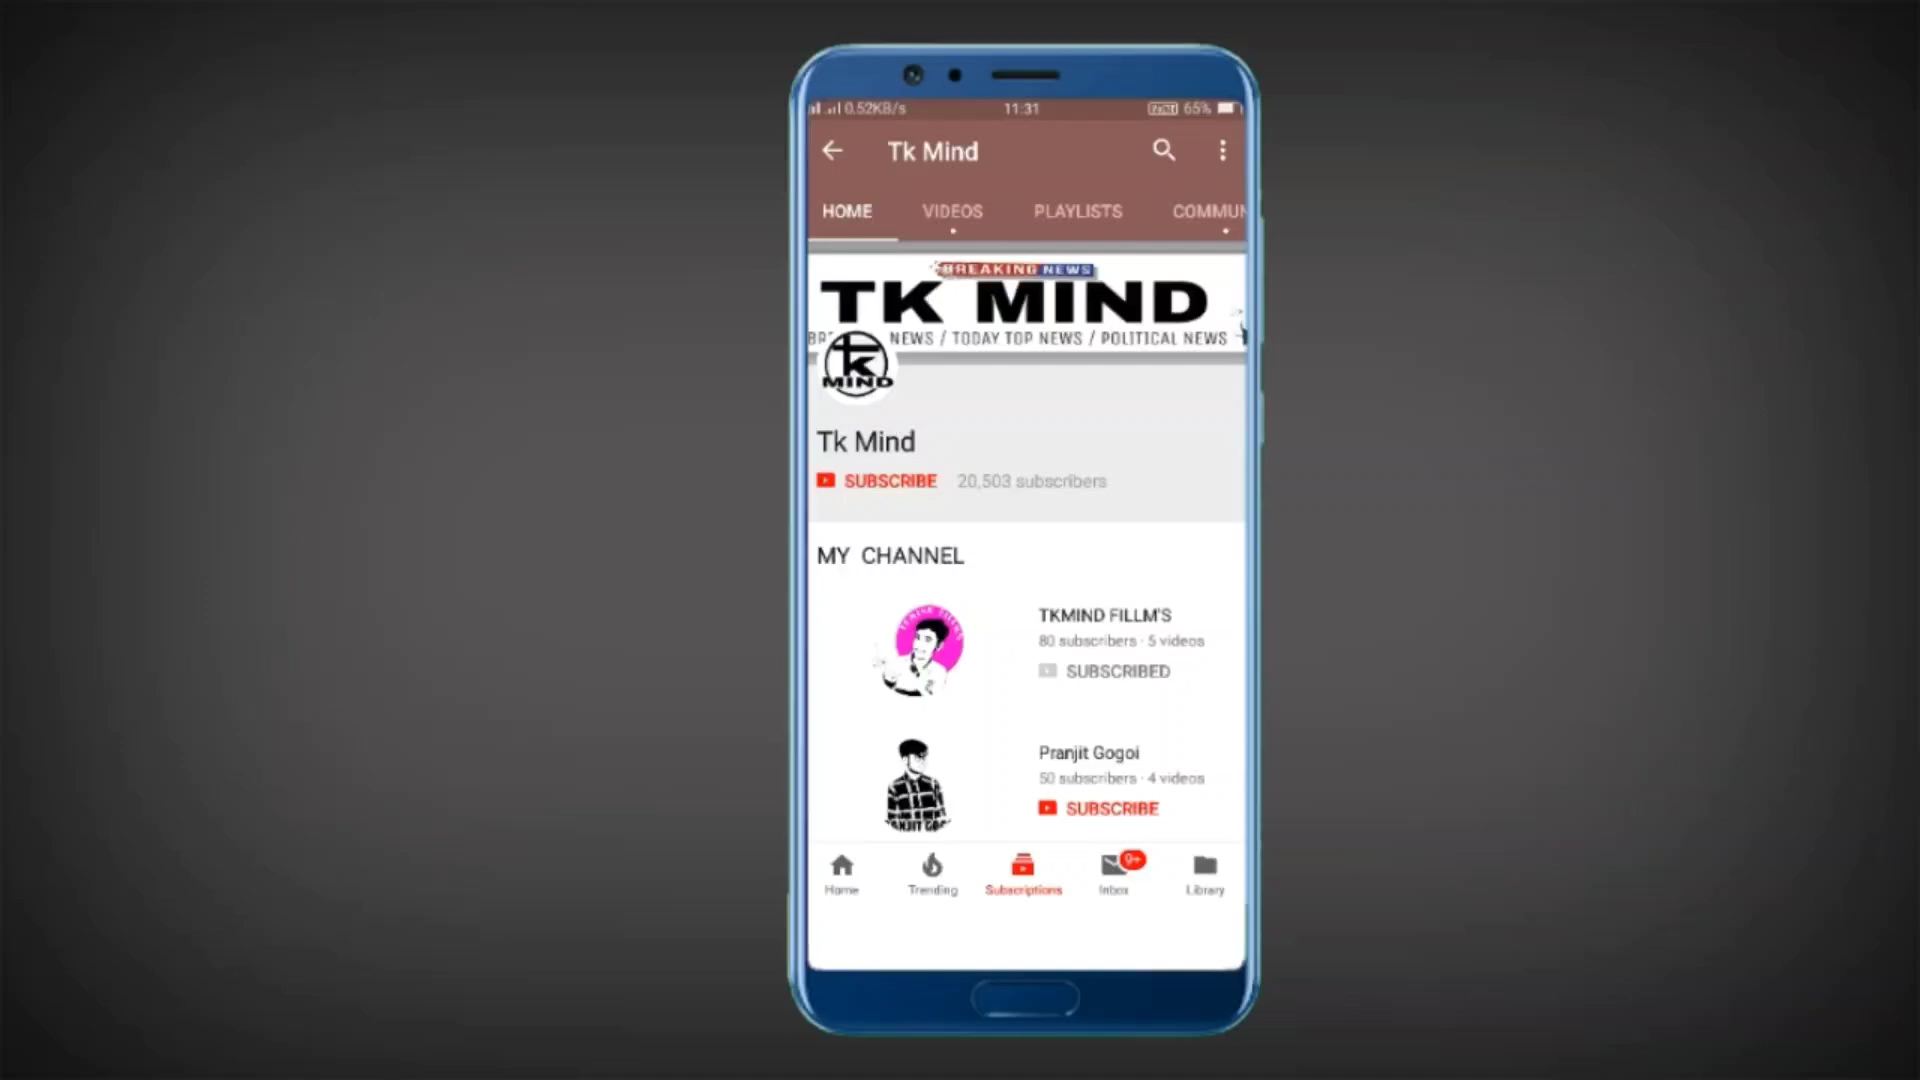 0.52KB/s 11:31 65%
Tk Mind
HOME VIDEOS PLAYLISTS COMMUN
BREAKING NEWS
TK MIND
NEWS / TODAY TOP NEWS / POLITICAL NEWS
tk
MIND
Tk Mind
SUBSCRIBE 20,503 subscribers
MY CHANNEL
TKMIND FILLM'S
80 subscribers · 5 videos
SUBSCRIBED
Pranjit Gogoi
50 subscribers · 4 videos
SUBSCRIBE
9+
Home Trending Subscriptions Inbox Library